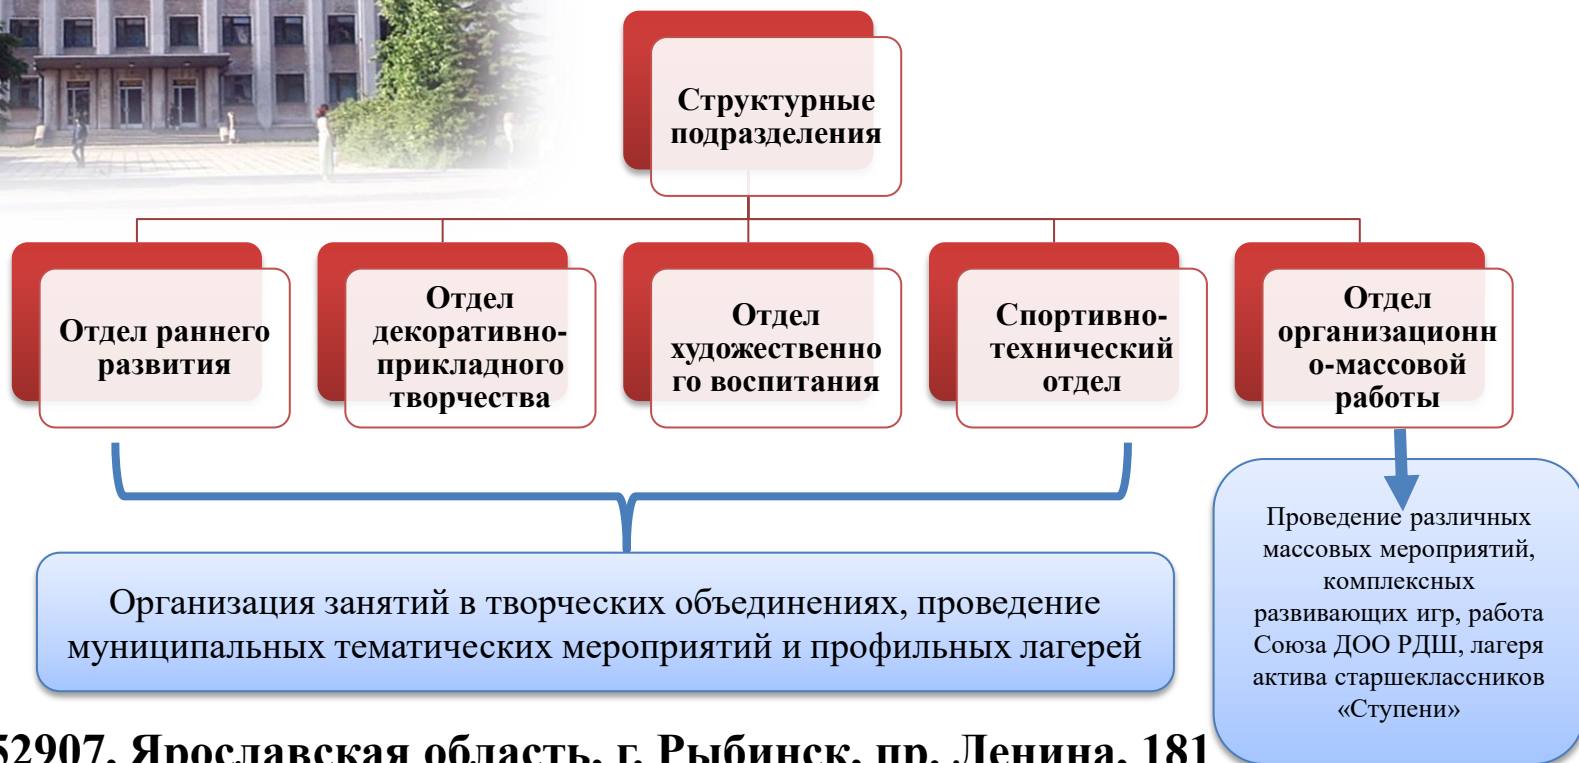 Структурные
подразделения
Отдел раннего
развития
Отдел
декоративно-
прикладного
творчества
Отдел
художественно
го воспитания
Спортивно-
технический
отдел
Отдел
организационн
о-массовой
работы
Организация занятий в творческих объединениях, проведение
муниципальных тематических мероприятий и профильных лагерей
Проведение различных
массовых мероприятий,
комплексных
развивающих игр, работа
Союза ДОО РДШ, лагеря
актива старшеклассников
«Ступени»
52907, Ярославская область, г. Рыбинск, пр. Ленина, 181